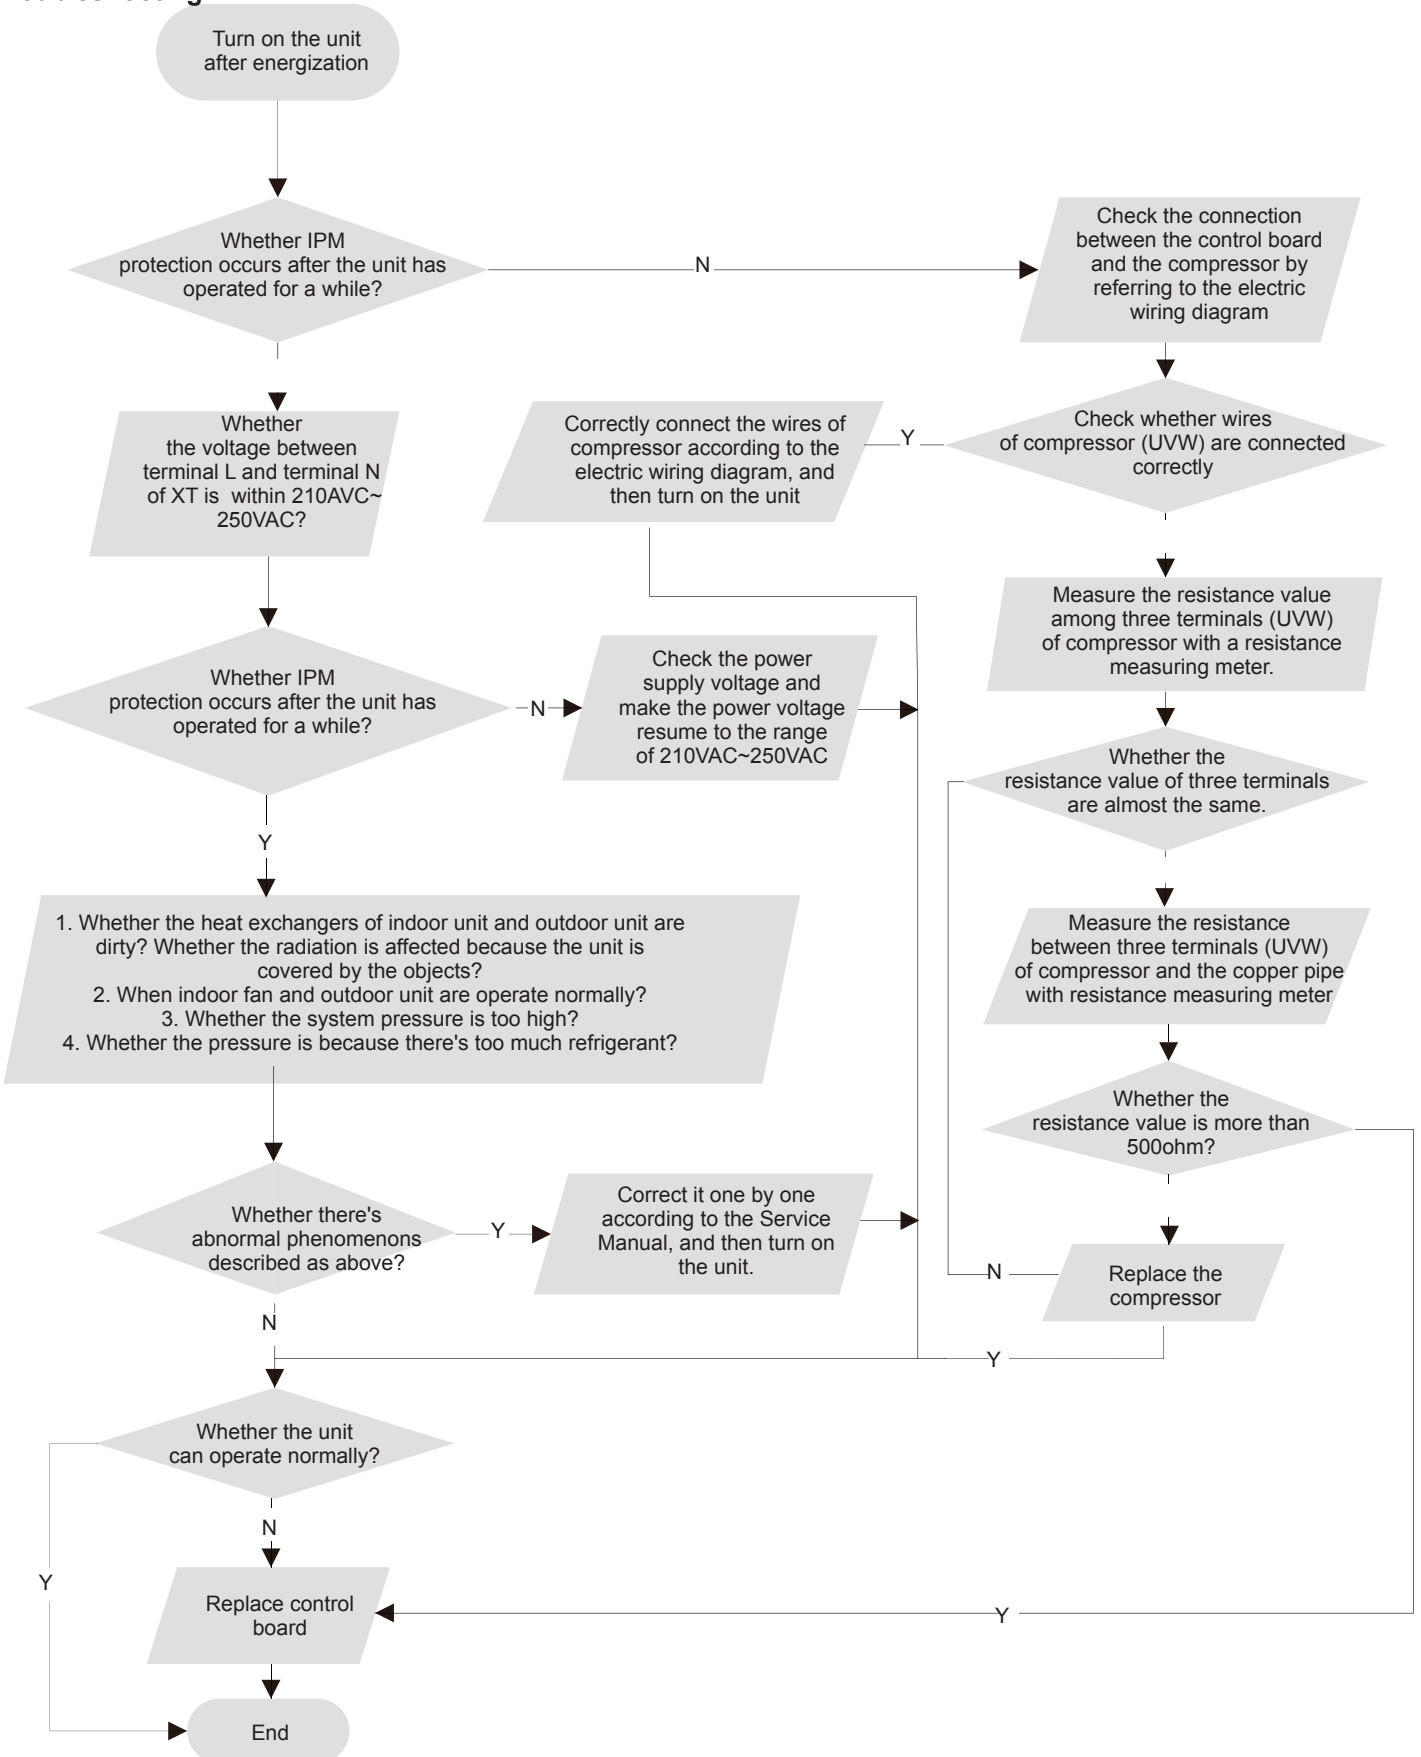 Turn on the unit
after energization
Whether IPM
protection occurs after the unit has
operated for a while?
N
Check the connection
between the control board
and the compressor by
referring to the electric
wiring diagram
Whether
the voltage between
terminal L and terminal N
of XT is within 210AVC~
250VAC?
Correctly connect the wires of
compressor according to the
electric wiring diagram, and
then turn on the unit
Y
Check whether wires
of compressor (UVW) are connected
correctly
Measure the resistance value
among three terminals (UVW)
of compressor with a resistance
measuring meter.
Whether IPM
protection occurs after the unit has
operated for a while?
N
Check the power
supply voltage and
make the power voltage
resume to the range
of 210VAC~250VAC
Whether the
resistance value of three terminals
are almost the same.
Y
1. Whether the heat exchangers of indoor unit and outdoor unit are
dirty? Whether the radiation is affected because the unit is
covered by the objects?
2. When indoor fan and outdoor unit are operate normally?
3. Whether the system pressure is too high?
4. Whether the pressure is because there's too much refrigerant?
Measure the resistance
between three terminals (UVW)
of compressor and the copper pipe
with resistance measuring meter
Whether the
resistance value is more than
500ohm?
Whether there's
abnormal phenomenons
described as above?
Y
Correct it one by one
according to the Service
Manual, and then turn on
the unit.
N
Replace the
compressor
N
Y
Whether the unit
can operate normally?
N
Y
Replace control
board
Y
End